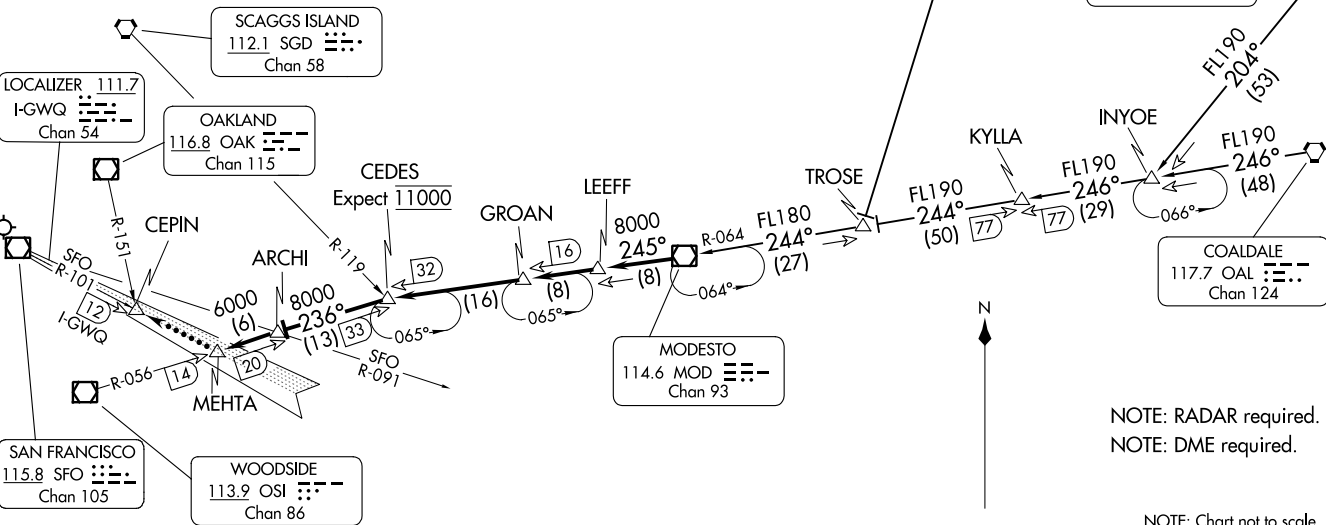 SCAGGS ISLAND
112.1 SGD
Chan 58
LOCALIZER 111.7
I-GWQ
Chan 54
OAKLAND
116.8 OAK
Chan 115
CEDES
Expect 11000
FL190
204°
(53)
INYOE
KYLLA
FL190
246°
(48)
FL190
246°
(29)
066°
TROSE
FL190
244°
(50)
77
77
LEEFF
GROAN
8000
245°
(8)
R-064
FL180
244°
(27)
064°
16
(8)
065°
32
(16)
065°
R-119
R-151
CEPIN
ARCHI
SFO
R-101
12
I-GWQ
6000
(6)
8000
236°
(13)
33
20
SFO
R-091
R-056
14
MEHTA
COALDALE
117.7 OAL
Chan 124
N
MODESTO
114.6 MOD
Chan 93
NOTE: RADAR required.
NOTE: DME required.
SAN FRANCISCO
115.8 SFO
Chan 105
WOODSIDE
113.9 OSI
Chan 86
NOTE: Chart not to scale